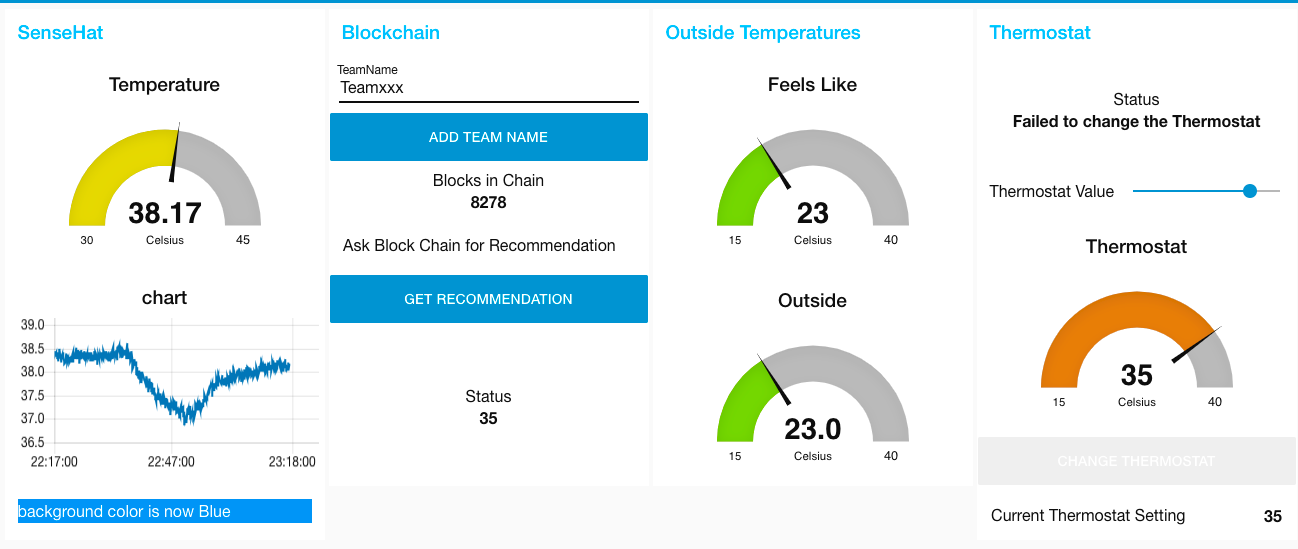 SenseHat
Temperature
38.17
30 Celsius 45
chart
39.0
38.5
38.0
37.5
37.0
36.5
22:17:00 22:47:00 23:18:00
background color is now Blue
Blockchain
TeamName
Teamxxx
ADD TEAM NAME
Blocks in Chain
8278
Ask Block Chain for Recommendation
GET RECOMMENDATION
Status
35
Outside Temperatures
Feels Like
23
15 Celsius 40
Outside
23.0
15 Celsius 40
Thermostat
Status
Failed to change the Thermostat
Thermostat Value
Thermostat
35
15 Celsius 40
CHANGE THERMOSTAT
Current Thermostat Setting 35